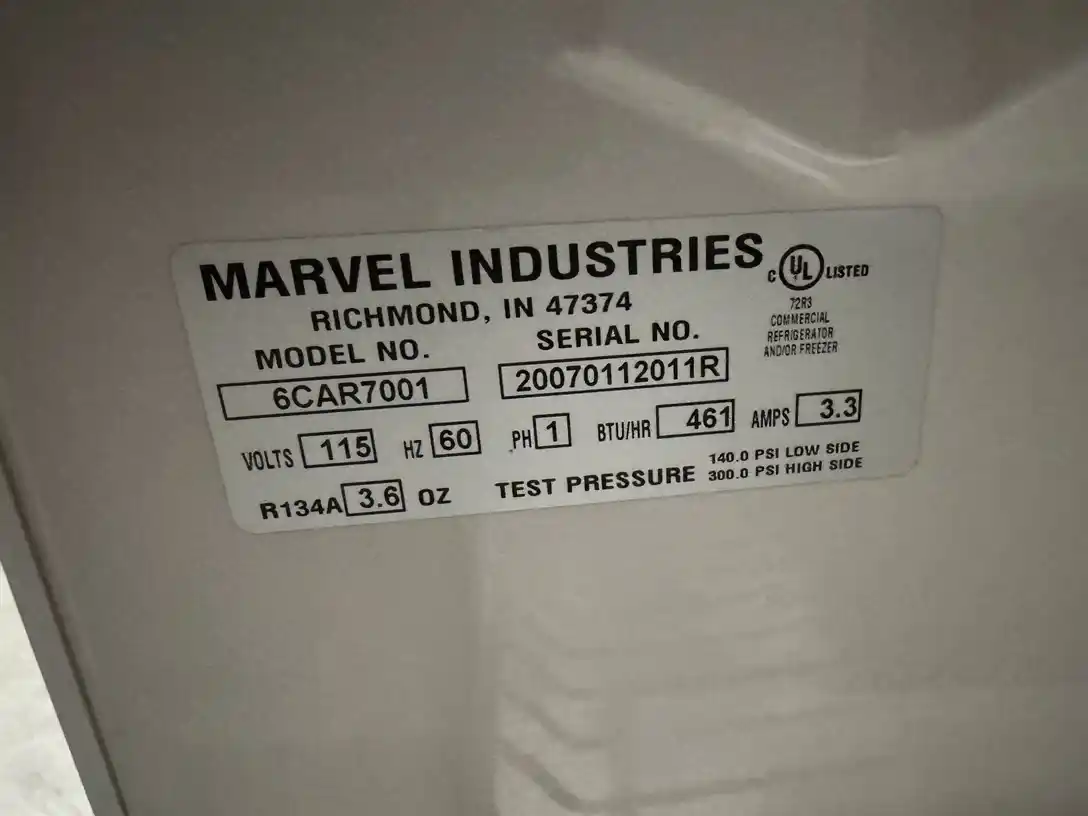 MARVEL INDUSTRIES
C UL LISTED
RICHMOND, IN 47374
72R3
COMMERCIAL
REFRIGERATOR
AND/OR FREEZER
MODEL NO. SERIAL NO.
6CAR7001 20070112011R
VOLTS 115 HZ 60 PH 1 BTU/HR 461 AMPS 3.3
R134A 3.6 OZ TEST PRESSURE 140.0 PSI LOW SIDE
300.0 PSI HIGH SIDE